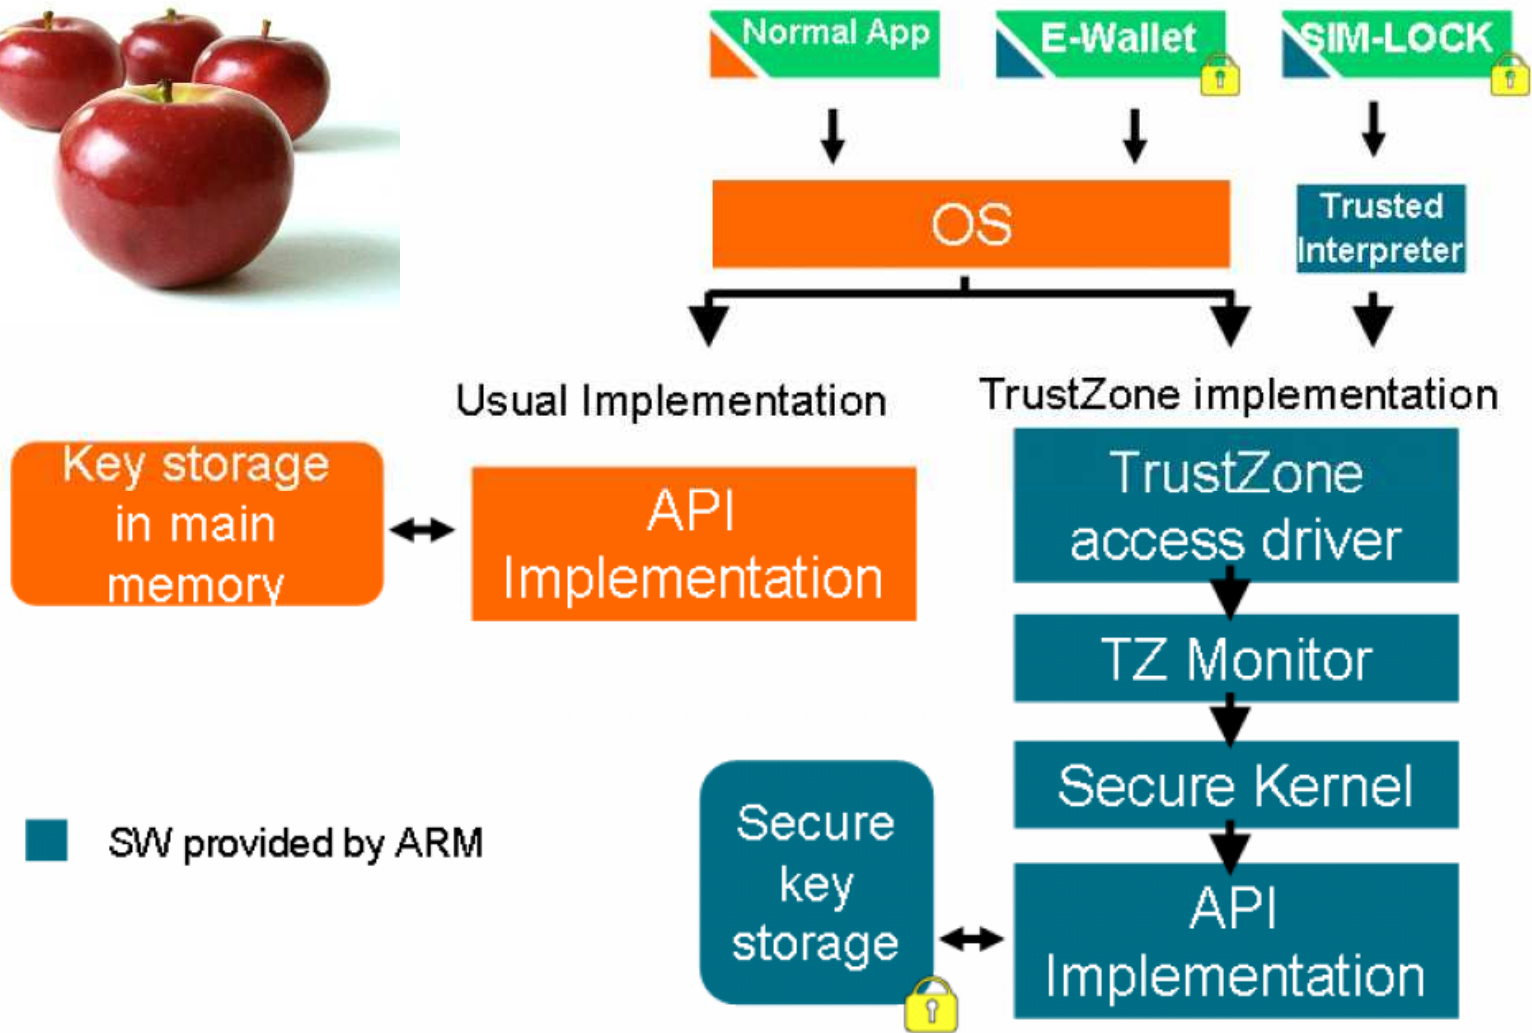 Normal App
E-Wallet
SIM-LOCK
OS
Trusted
Interpreter
Usual Implementation
TrustZone implementation
Key storage
in main
memory
API
Implementation
TrustZone
access driver
TZ Monitor
Secure Kernel
Secure
key
storage
API
Implementation
SW provided by ARM